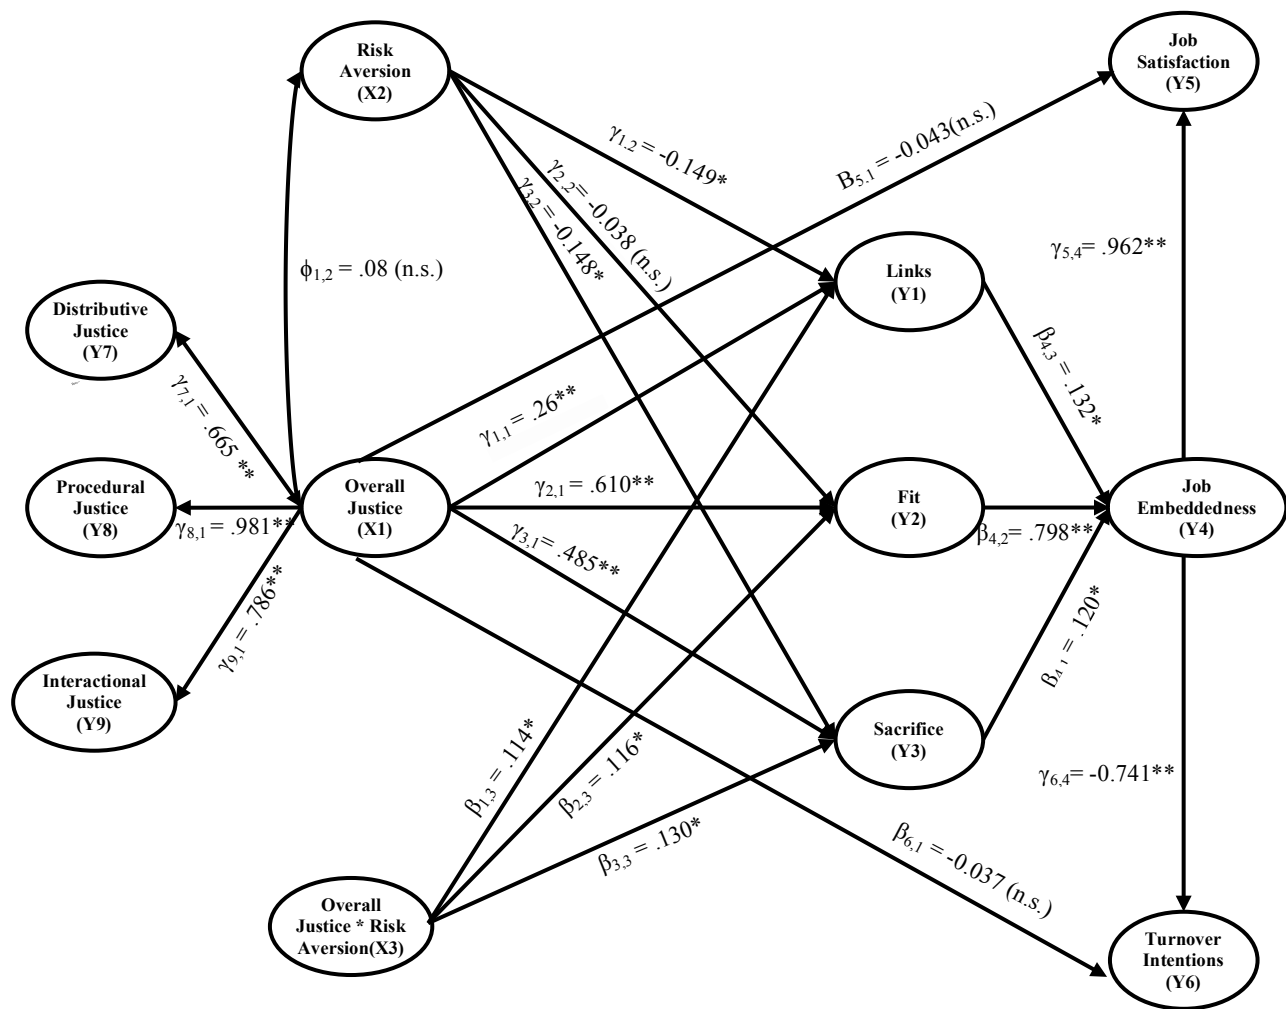 Risk
Aversion
(X2)
Job
Satisfaction
(Y5)
γ1,2 = -0.149*
γ2,2 = -0.038 (n.s.)
γ3,2 = -0.148*
B5,1 = -0.043(n.s.)
ϕ1,2 = .08 (n.s.)
Links
(Y1)
γ5,4= .962**
Distributive
Justice
(Y7)
γ7,1 = .665 **
γ1,1 = .26**
β4,3 = .132*
Procedural
Justice
(Y8)
γ8,1 = .981**
Overall
Justice
(X1)
γ2,1 = .610**
Fit
(Y2)
β4,2 = .798**
Job
Embeddedness
(Y4)
γ3,1 = .485**
γ9,1 = .786**
β4,1 = .120*
Interactional
Justice
(Y9)
Sacrifice
(Y3)
β1,3 = .114*
β2,3 = .116*
β3,3 = .130*
γ6,4= -0.741**
β6,1 = -0.037 (n.s.)
Overall
Justice * Risk
Aversion(X3)
Turnover
Intentions
(Y6)